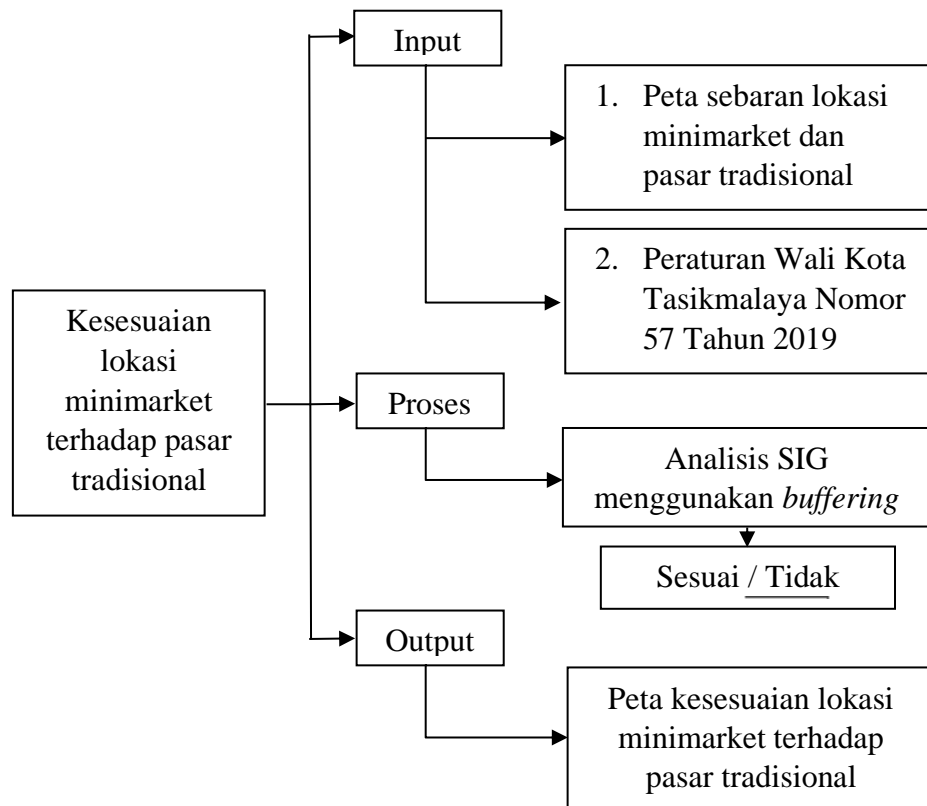 Input
1. Peta sebaran lokasi
minimarket dan
pasar tradisional
2. Peraturan Wali Kota
Tasikmalaya Nomor
57 Tahun 2019
Kesesuaian
lokasi
minimarket
terhadap pasar
tradisional
Proses
Analisis SIG
menggunakan buffering
Sesuai / Tidak
Output
Peta kesesuaian lokasi
minimarket terhadap
pasar tradisional